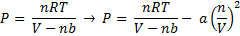 P = nRT / (V − nb) → P = nRT / (V − nb) − a(n/V)²